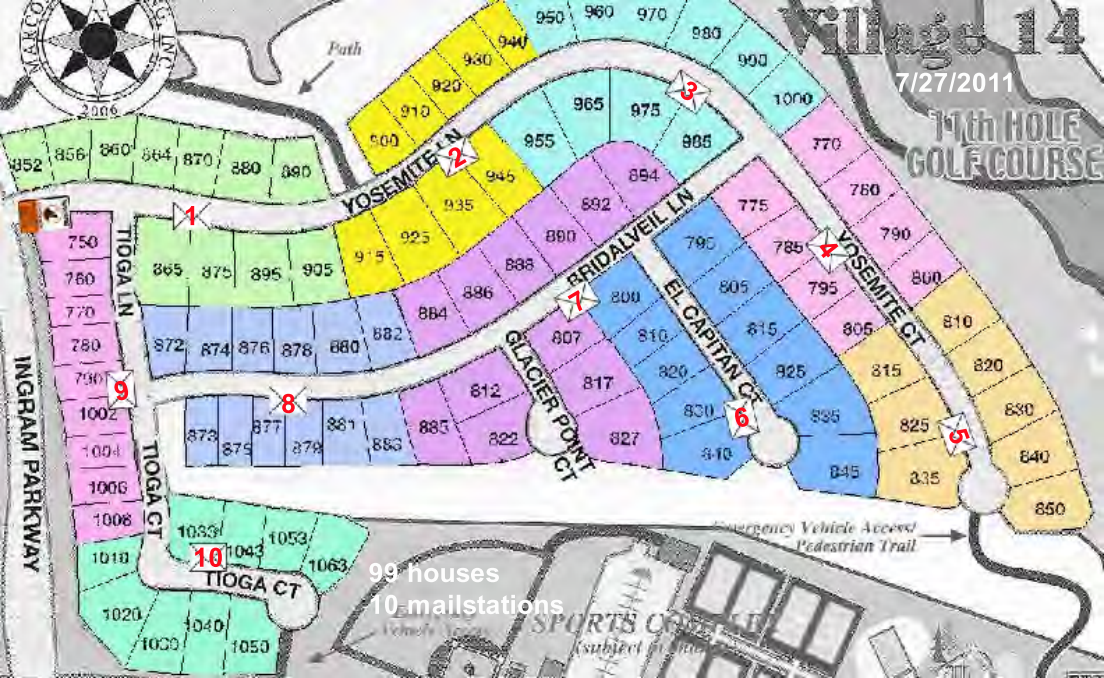 Village 14
7/27/2011
11th HOLE
GOLF COURSE
2006
Path
950 960 970 980 990 1000
940 930 920 910 900
852 856 860 864 870 880 890
955 965 975 985
3
2
YOSEMITE LN
945 935 925 915
1
865 875 895 905
770 780 790 860
775 785 795 805
4
YOSEMITE CT
894 892 890 888 886 884
BRIDALVEIL LN
7
750
760
770
780
790
1002
1004
1006
1008
TIOGA LN
9
TIOGA CT
INGRAM PARKWAY
872 874 876 878 880 882
8
873 875 877 879 881 883
885 812 822
GLACIER POINT CT
807 817 827
800 810 820 830 840
EL CAPITAN CT
6
795 805 815 825 835 845
810 820 830 840 850
815 825 835
5
Emergency Vehicle Access/
Pedestrian Trail
1010 1020 1040 1050
1033 1043 1053 1063
10
TIOGA CT
99 houses
10 mailstations
SPORTS
(subject